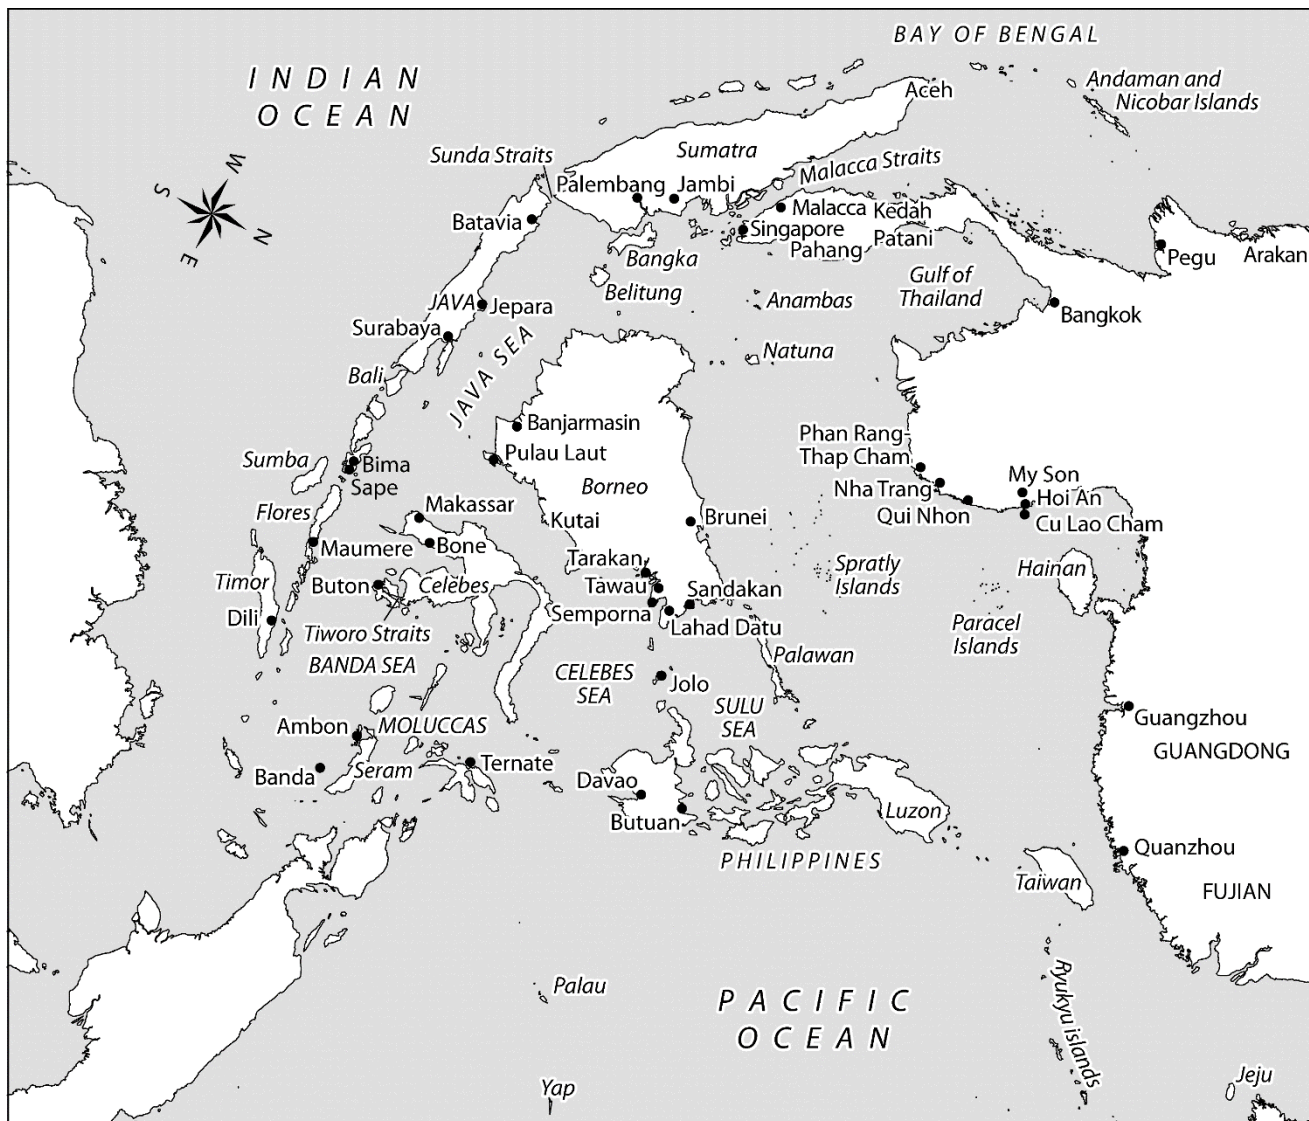 BAY OF BENGAL
INDIAN
OCEAN
Andaman and
Nicobar Islands
Aceh
Sunda Straits
Sumatra
Malacca Straits
W
S
N
E
Palembang
Jambi
Batavia
Malacca
Kedah
Singapore
Patani
Pahang
Bangka
Pegu
Arakan
Belitung
Gulf of
Thailand
Anambas
JAVA
Jepara
Bangkok
Surabaya
JAVA SEA
Natuna
Bali
Banjarmasin
Phan Rang-
Thap Cham
Sumba
Bima
Sape
Pulau Laut
My Son
Borneo
Nha Trang
Hoi An
Flores
Makassar
Kutai
Brunei
Qui Nhon
Cu Lao Cham
Maumere
Bone
Tarakan
Spratly
Islands
Hainan
Timor
Buton
Celebes
Tawau
Sandakan
Dili
Tiworo Straits
Semporna
Lahad Datu
Paracel
Islands
BANDA SEA
CELEBES
SEA
Palawan
Jolo
SULU
SEA
Ambon
MOLUCCAS
Guangzhou
GUANGDONG
Banda
Seram
Ternate
Davao
Butuan
Luzon
PHILIPPINES
Quanzhou
Taiwan
FUJIAN
Palau
PACIFIC
OCEAN
Ryukyu islands
Yap
Jeju